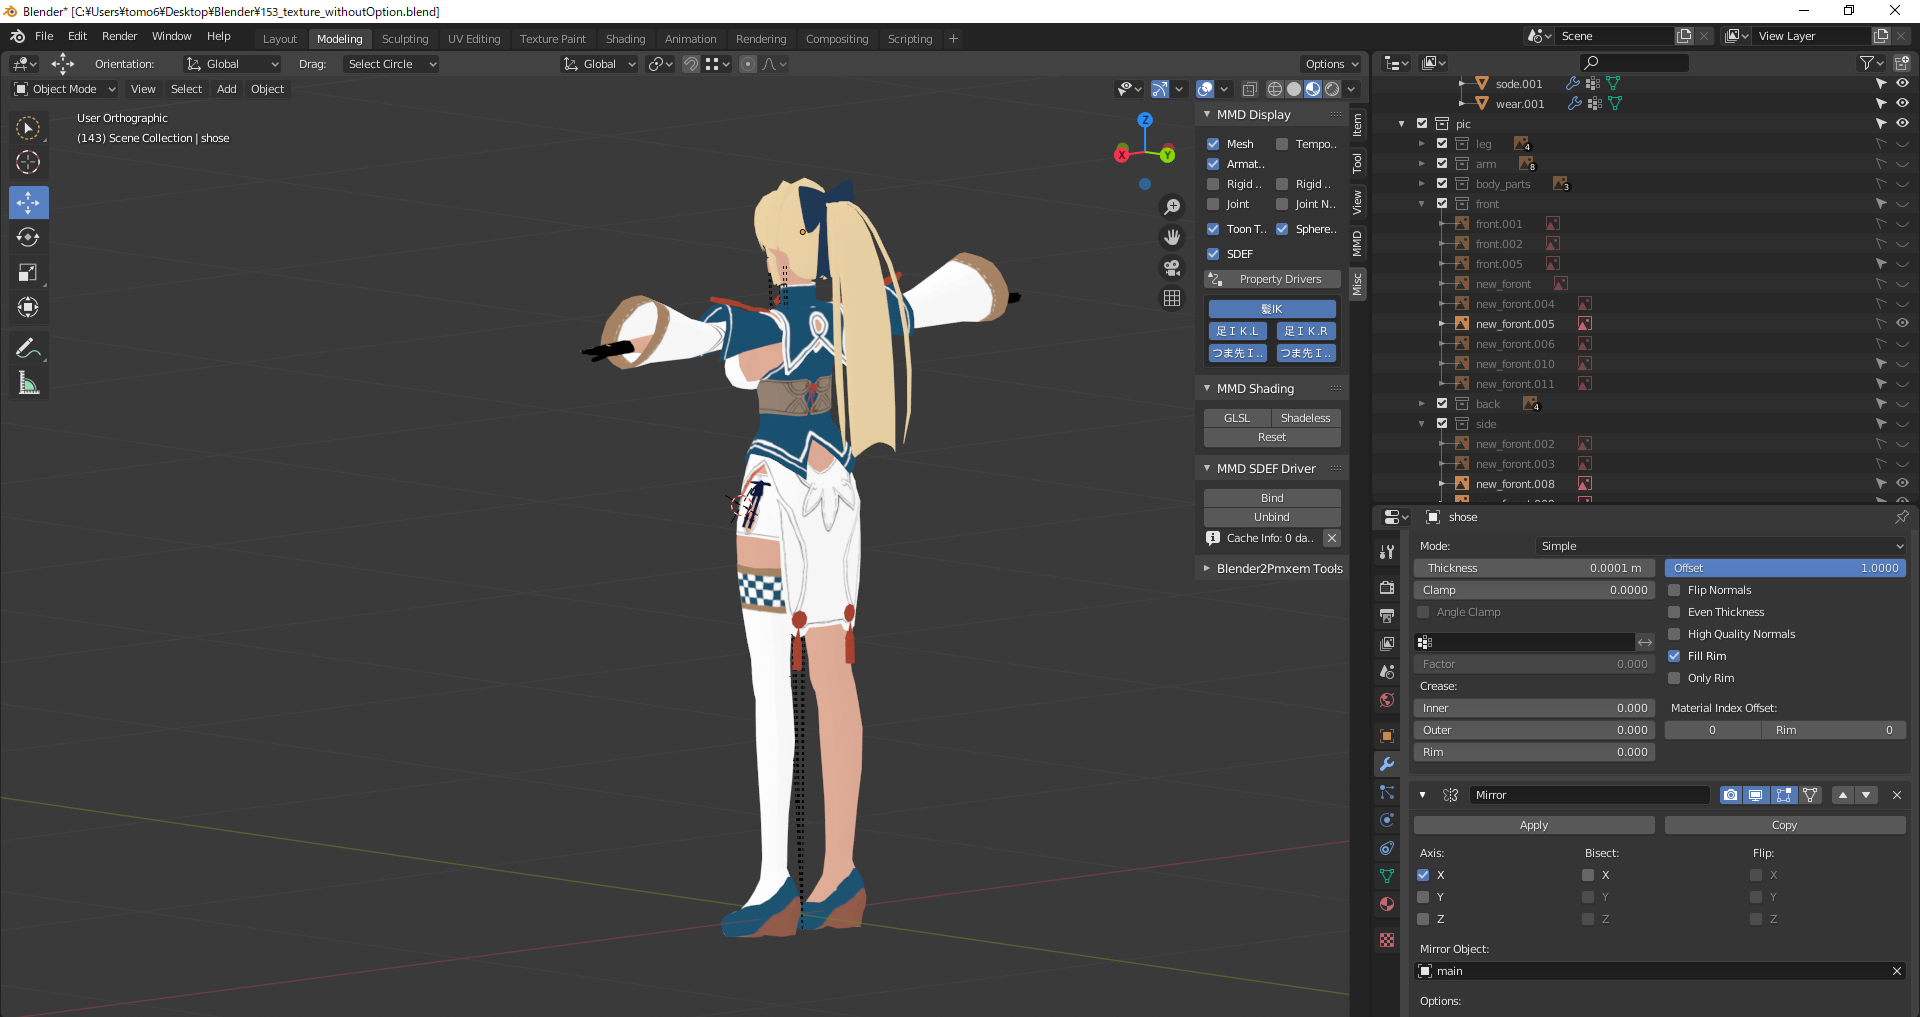 Blender* [C:¥Users¥tomo6¥Desktop¥Blender¥153_texture_withoutOption.blend]
File Edit Render Window Help
Layout Modeling Sculpting UV Editing Texture Paint Shading Animation Rendering Compositing Scripting +
Scene
View Layer
Orientation: Global Drag: Select Circle
Global
Options
Object Mode View Select Add Object
User Orthographic
(143) Scene Collection | shose
Z
X
Y
MMD Display
Mesh Tempo..
Armat..
Rigid .. Rigid ..
Joint Joint N..
Toon T.. Sphere..
SDEF
Property Drivers
髪IK
足ＩＫ.L 足ＩＫ.R
つま先Ｉ.. つま先Ｉ..
MMD Shading
GLSL Shadeless
Reset
MMD SDEF Driver
Bind
Unbind
Cache Info: 0 da..
Blender2Pmxem Tools
Item
Tool
View
MMD
Misc
sode.001
wear.001
pic
leg 4
arm 8
body_parts 3
front
front.001
front.002
front.005
new_front
new_foront.004
new_foront.005
new_foront.006
new_foront.010
new_foront.011
back 4
side
new_foront.002
new_foront.003
new_foront.008
shose
Mode: Simple
Thickness 0.0001 m
Offset 1.0000
Clamp 0.0000
Flip Normals
Angle Clamp
Even Thickness
High Quality Normals
Factor 0.000
Fill Rim
Only Rim
Crease:
Inner 0.000
Outer 0.000
Rim 0.000
Material Index Offset:
0 Rim 0
Mirror
Apply Copy
Axis: Bisect: Flip:
X X X
Y Y Y
Z Z Z
Mirror Object:
main
Options: